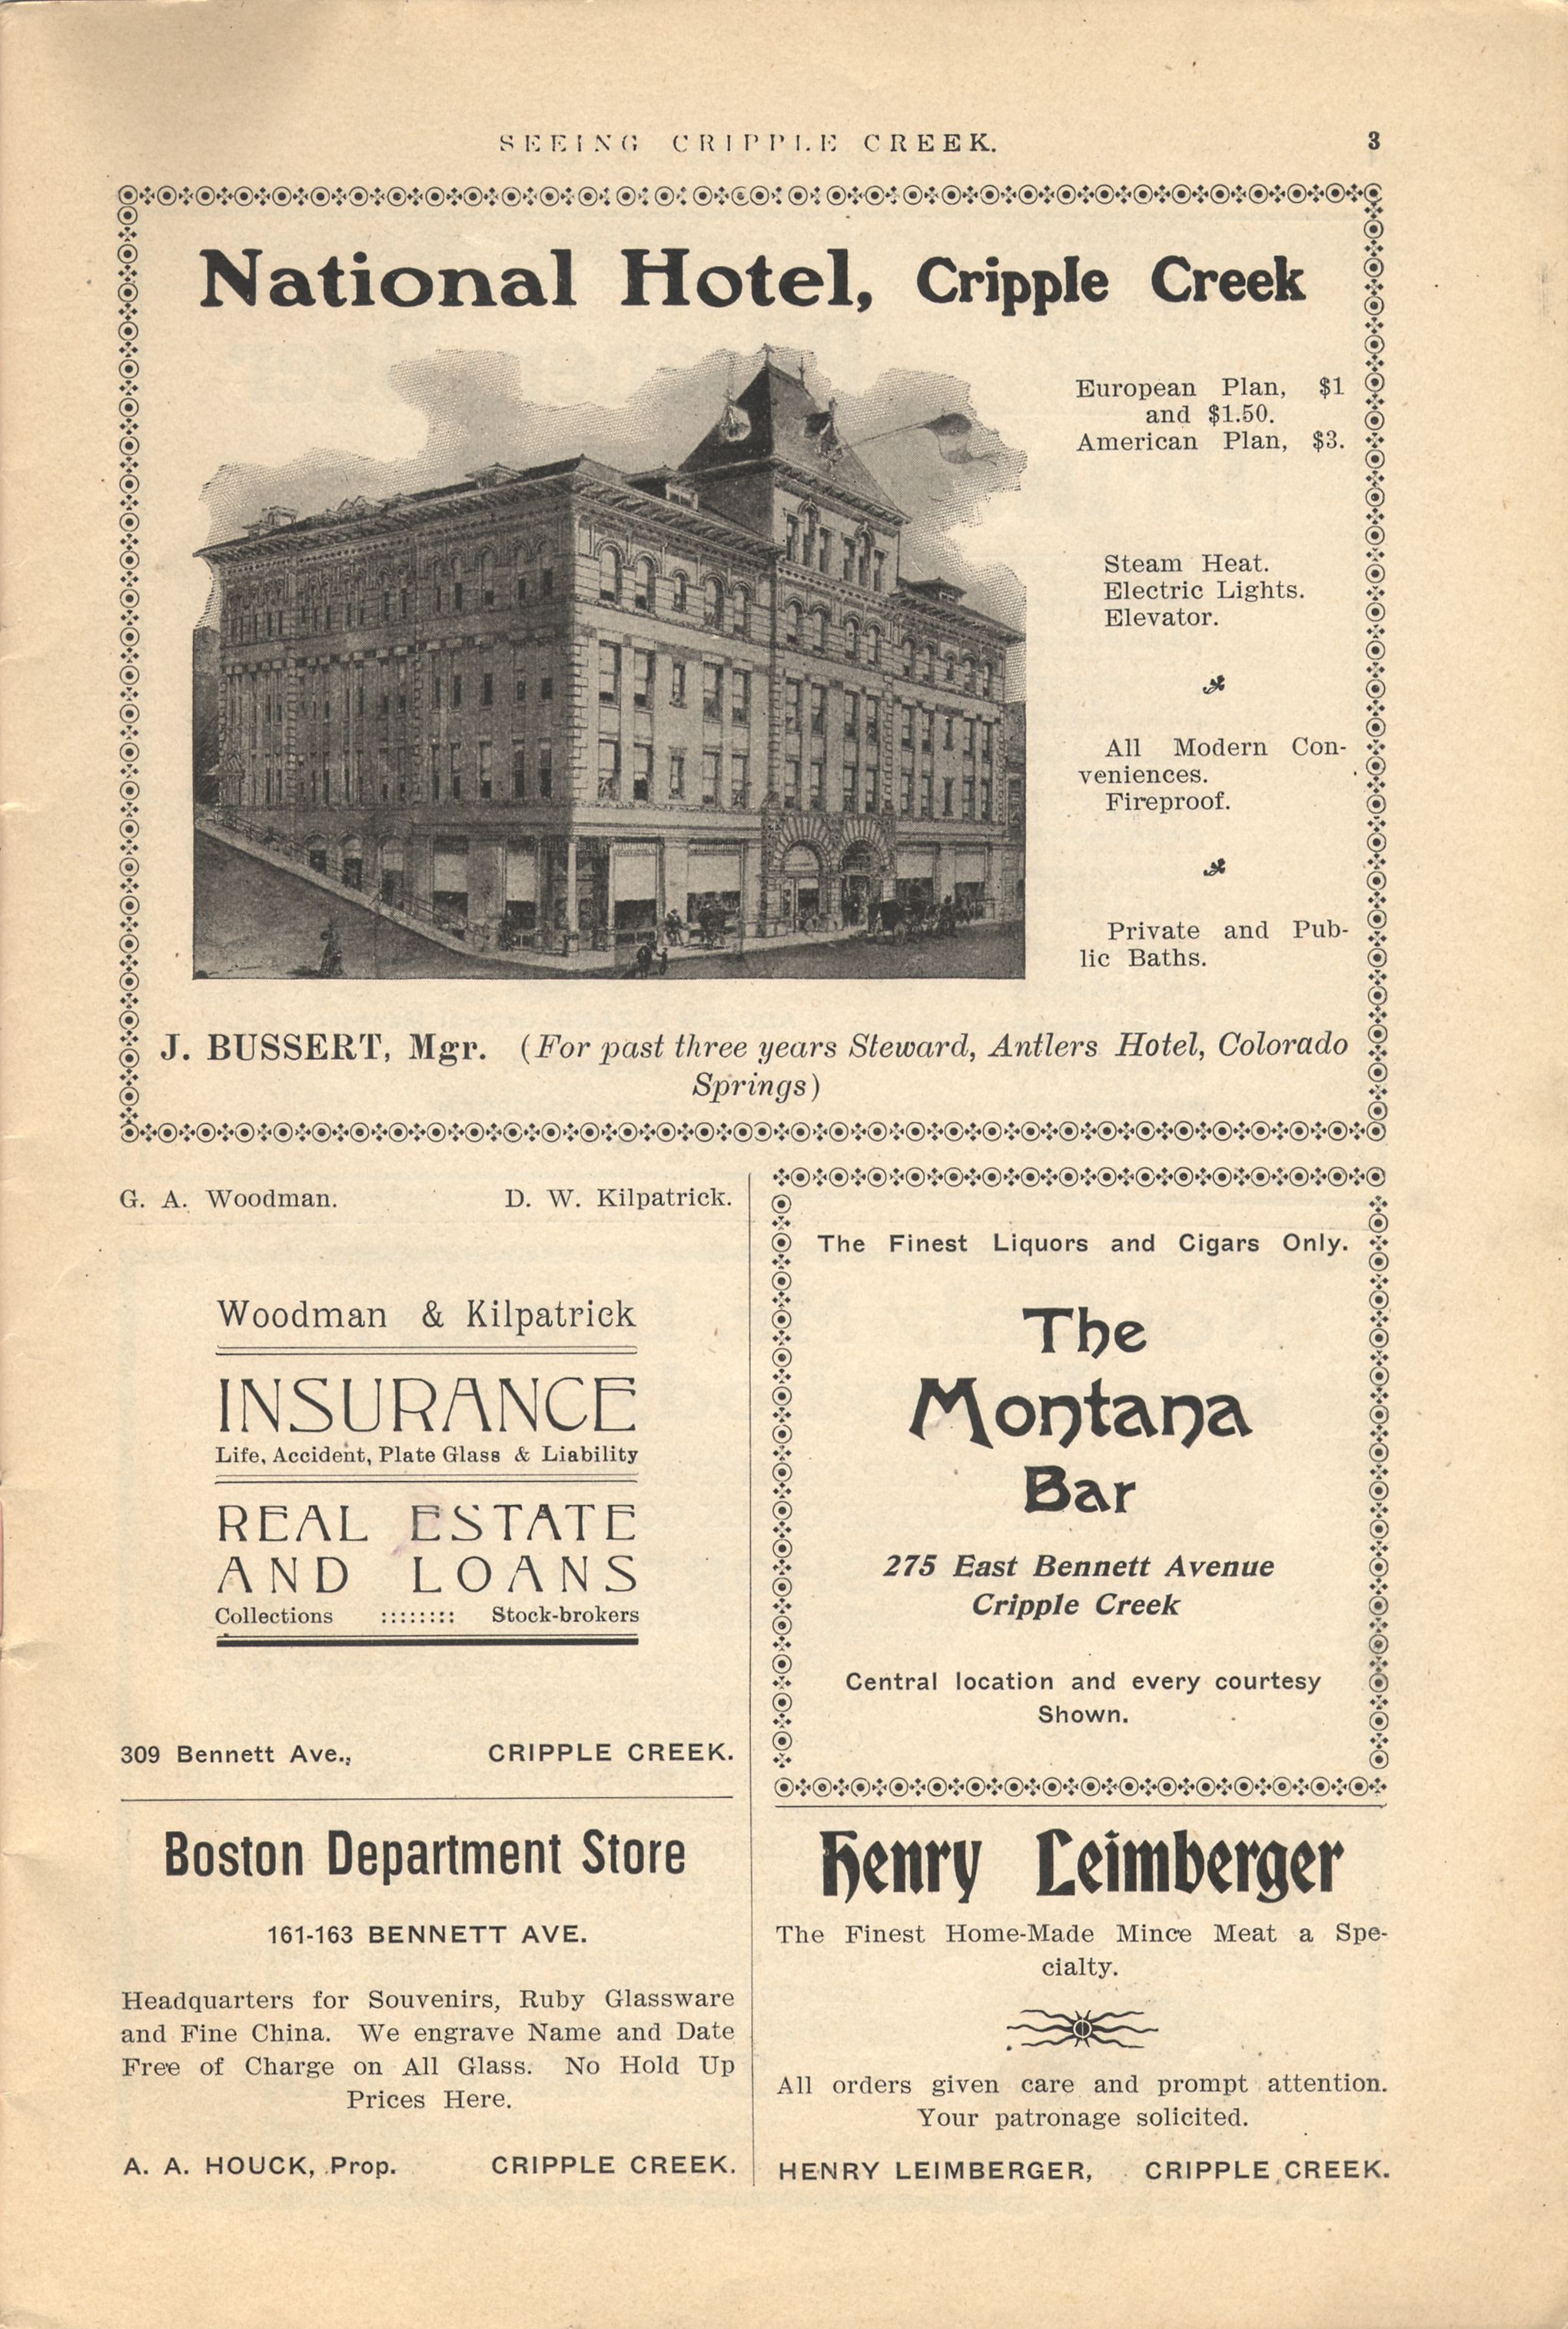 SEEING CRIPPLE CREEK.
3
National Hotel, Cripple Creek
European Plan, $1
and $1.50.
American Plan, $3.
Steam Heat.
Electric Lights.
Elevator.
All Modern Con-
veniences.
Fireproof.
Private and Pub-
lic Baths.
J. BUSSERT, Mgr. (For past three years Steward, Antlers Hotel, Colorado
Springs)
G. A. Woodman. D. W. Kilpatrick.
Woodman & Kilpatrick
INSURANCE
Life, Accident, Plate Glass & Liability
REAL ESTATE
AND LOANS
Collections :::::::: Stock-brokers
309 Bennett Ave., CRIPPLE CREEK.
The Finest Liquors and Cigars Only.
The
Montana
Bar
275 East Bennett Avenue
Cripple Creek
Central location and every courtesy
Shown.
Boston Department Store
161-163 BENNETT AVE.
Headquarters for Souvenirs, Ruby Glassware
and Fine China. We engrave Name and Date
Free of Charge on All Glass. No Hold Up
Prices Here.
A. A. HOUCK, Prop. CRIPPLE CREEK.
Henry Leimberger
The Finest Home-Made Mince Meat a Spe-
cialty.
All orders given care and prompt attention.
Your patronage solicited.
HENRY LEIMBERGER, CRIPPLE CREEK.